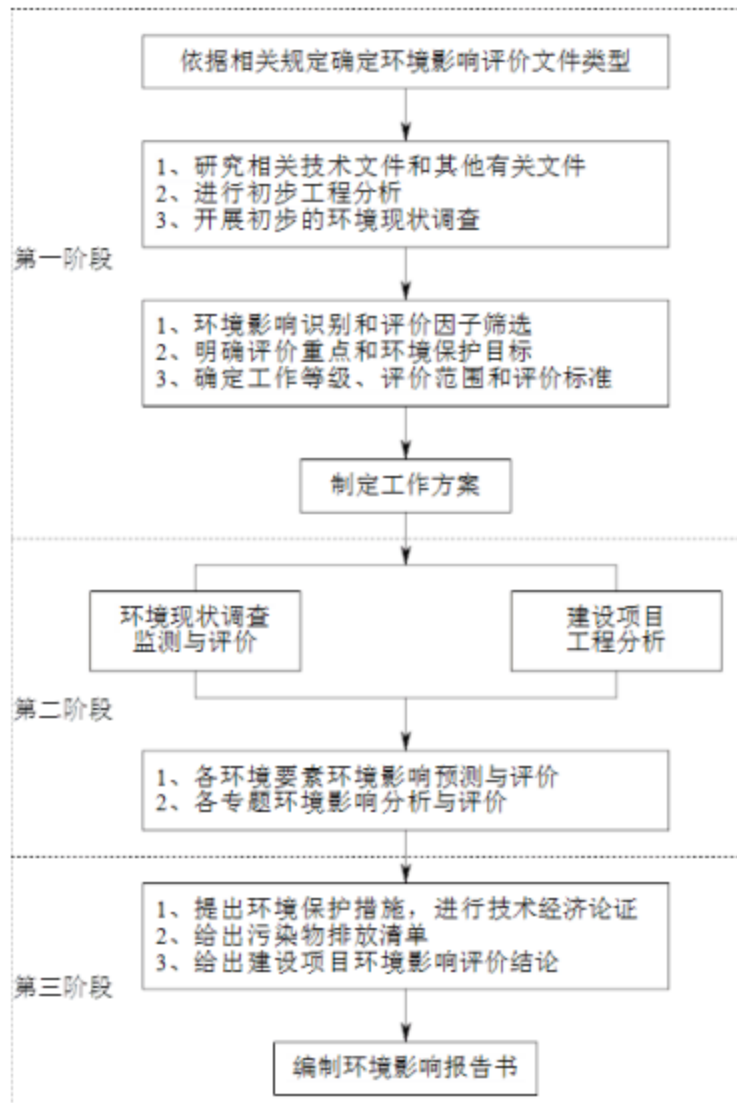 依据相关规定确定环境影响评价文件类型
1、研究相关技术文件和其他有关文件
2、进行初步工程分析
3、开展初步的环境现状调查
第一阶段
1、环境影响识别和评价因子筛选
2、明确评价重点和环境保护目标
3、确定工作等级、评价范围和评价标准
制定工作方案
环境现状调查
监测与评价
建设项目
工程分析
第二阶段
1、各环境要素环境影响预测与评价
2、各专题环境影响分析与评价
1、提出环境保护措施，进行技术经济论证
2、给出污染物排放清单
3、给出建设项目环境影响评价结论
第三阶段
编制环境影响报告书